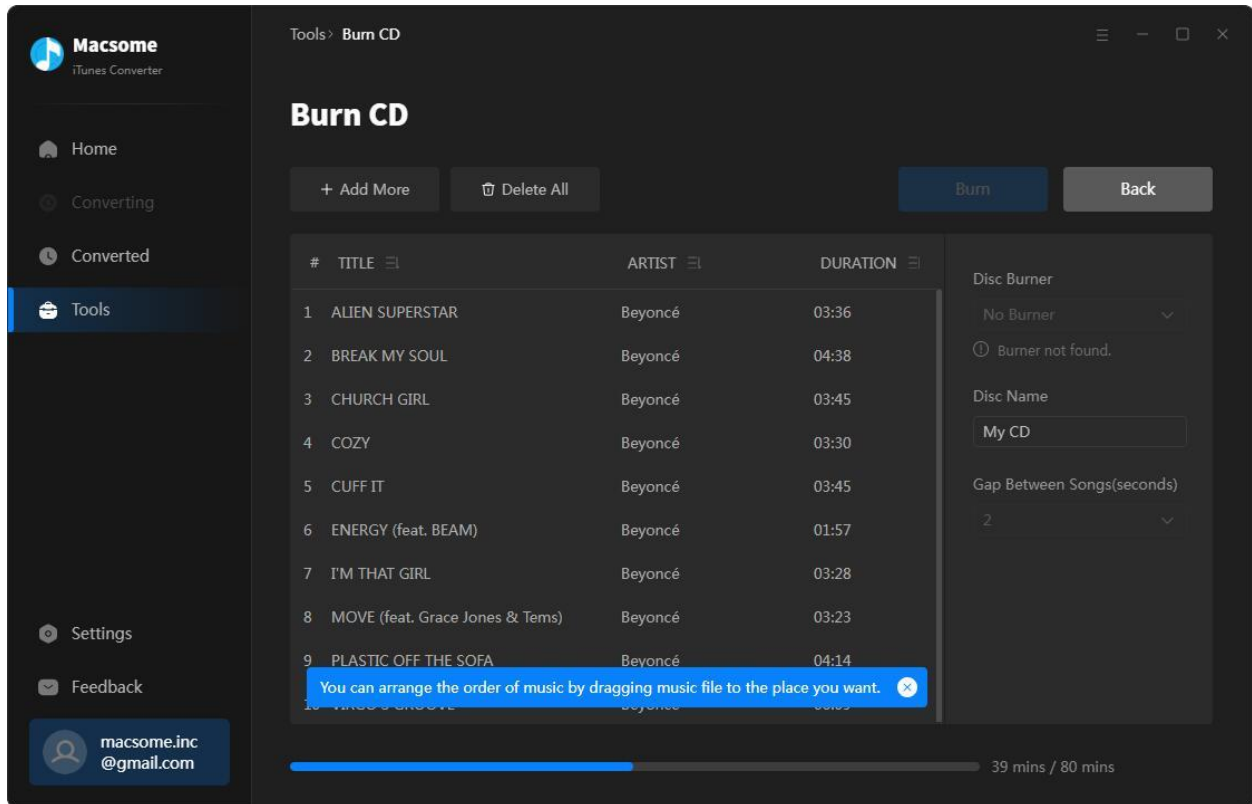 Macsome
iTunes Converter
Home
Converting
Converted
Tools
Settings
Feedback
macsome.inc
@gmail.com
Tools> Burn CD
Burn CD
+ Add More
Delete All
Burn
Back
# TITLE ARTIST DURATION
1 ALIEN SUPERSTAR Beyoncé 03:36
2 BREAK MY SOUL Beyoncé 04:38
3 CHURCH GIRL Beyoncé 03:45
4 COZY Beyoncé 03:30
5 CUFF IT Beyoncé 03:45
6 ENERGY (feat. BEAM) Beyoncé 01:57
7 I'M THAT GIRL Beyoncé 03:28
8 MOVE (feat. Grace Jones & Tems) Beyoncé 03:23
9 PLASTIC OFF THE SOFA Beyoncé 04:14
You can arrange the order of music by dragging music file to the place you want.
Disc Burner
No Burner
Burner not found.
Disc Name
My CD
Gap Between Songs(seconds)
2
39 mins / 80 mins